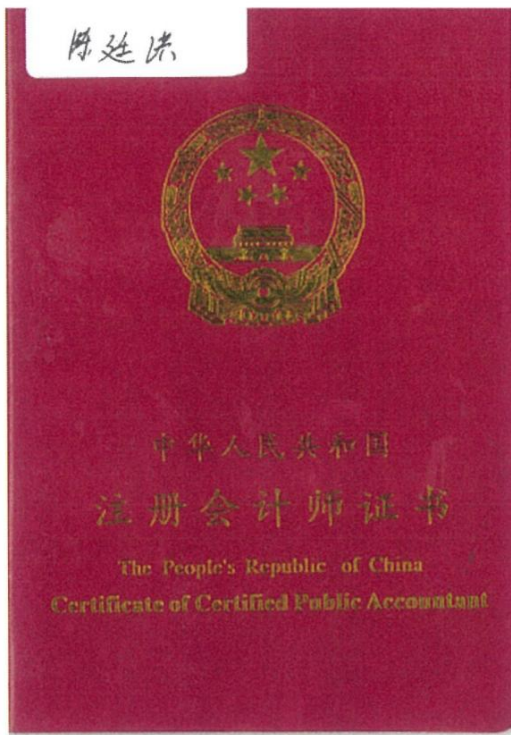 陈廷洪
中华人民共和国
注册会计师证书
The People's Republic of China
Certificate of Certified Public Accountant